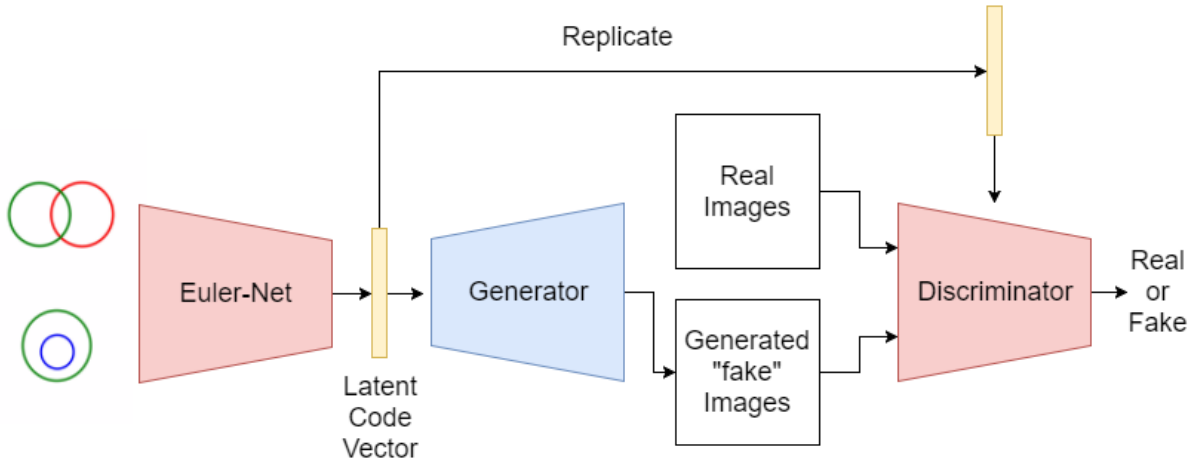 Replicate
Real
Images
Euler-Net
Generator
Discriminator
Real
or
Fake
Generated
"fake"
Images
Latent
Code
Vector